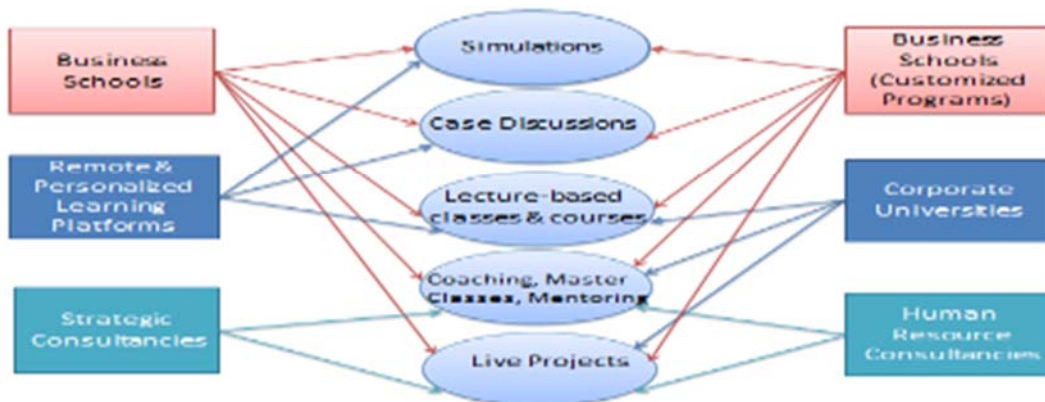 Business
Schools
Remote &
Personalized
Learning
Platforms
Strategic
Consultancies
Simulations
Case Discussions
Lecture-based
classes & courses
Coaching, Master
Classes, Mentoring
Live Projects
Business
Schools
(Customized
Programs)
Corporate
Universities
Human
Resource
Consultancies